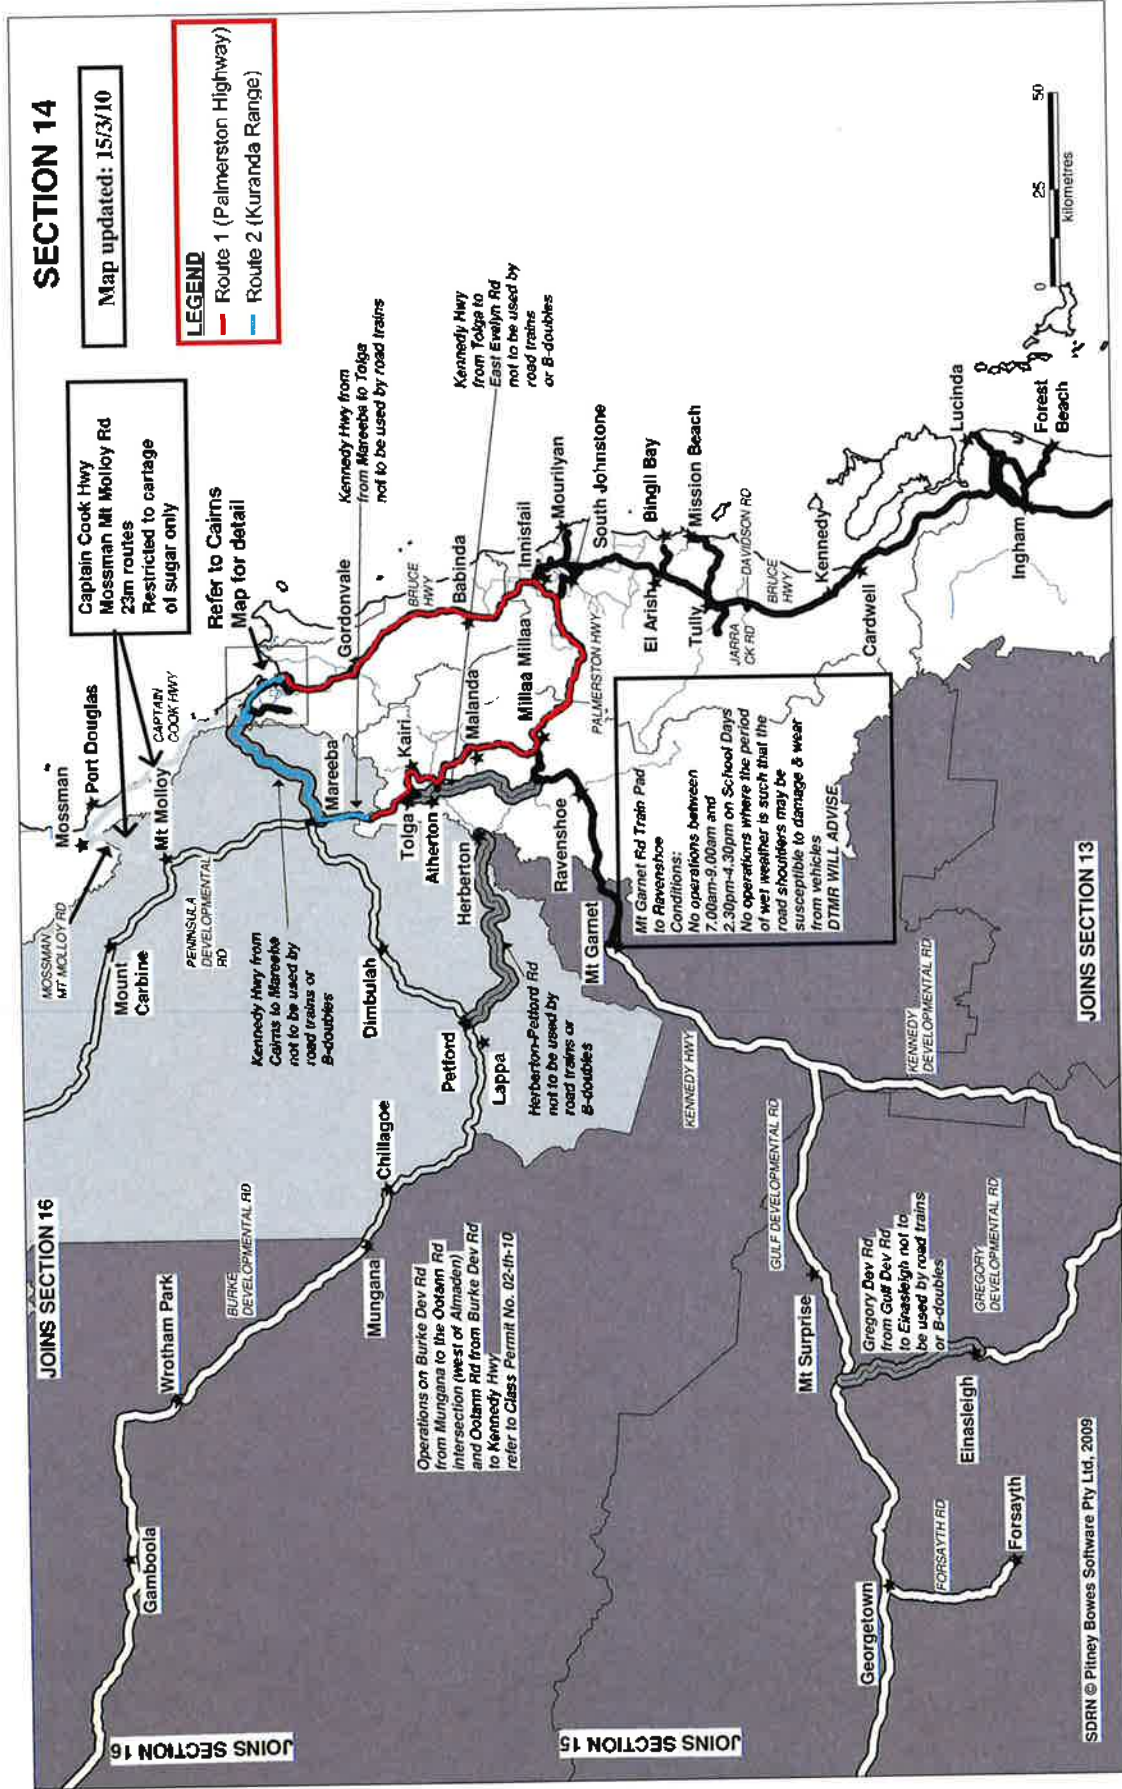 SECTION 14
Map updated: 15/3/10
LEGEND
Route 1 (Palmerston Highway)
Route 2 (Kuranda Range)
Captain Cook Hwy
Mossman Mt Molloy Rd
23m routes
Restricted to cartage
of sugar only
Refer to Cairns
Map for detail
Kennedy Hwy from
from Mareeba to Tolga
not to be used by road trains
Kennedy Hwy
from Tolga to
East Evelyn Rd
not to be used by
road trains
or B-doubles
JOINS SECTION 16
MOSSMAN
MT MOLLOY RD
Mossman
Port Douglas
CAPTAIN
COOK HWY
Mt Molloy
Mount
Carbine
PENINSULA
DEVELOPMENTAL
RD
Kennedy Hwy from
Cairns to Mareeba
not to be used by
road trains or
B-doubles
Mareeba
Gordonvale
BRUCE
HWY
Babinda
Innisfail
Mourilyan
South Johnstone
Bingil Bay
Mission Beach
Tolga
Kairi
Atherton
Malanda
Millaa Millaa
Herberton
Ravenshoe
Mt Garnet
PALMERSTON HWY
El Arish
Tully
JARRA
CK RD
DAVIDSON RD
BRUCE
HWY
Kennedy
Cardwell
Lucinda
Ingham
Forest
Beach
0
25
50
kilometres
Dimbulah
Petford
Lappa
Chillagoe
Mungana
BURKE
DEVELOPMENTAL RD
Wrotham Park
Gamboola
JOINS SECTION 16
Herberton-Petford Rd
not to be used by
road trains or
B-doubles
Operations on Burke Dev Rd
from Mungana to the Ootann Rd
intersection (west of Almaden)
and Ootann Rd from Burke Dev Rd
to Kennedy Hwy
refer to Class Permit No. 02-th-10
Mt Garnet Rd Train Pad
to Ravenshoe
Conditions:
No operations between
7.00am-9.00am and
2.30pm-4.30pm on School Days
No operations where the period
of wet weather is such that the
road shoulders may be
susceptible to damage & wear
from vehicles
DTMR WILL ADVISE
KENNEDY HWY
GULF DEVELOPMENTAL RD
KENNEDY
DEVELOPMENTAL RD
Mt Surprise
Gregory Dev Rd
from Gulf Dev Rd
to Einasleigh not to
be used by road trains
or B-doubles
GREGORY
DEVELOPMENTAL RD
Einasleigh
Georgetown
FORSAYTH RD
Forsayth
JOINS SECTION 15
JOINS SECTION 13
SDRN © Pitney Bowes Software Pty Ltd, 2009